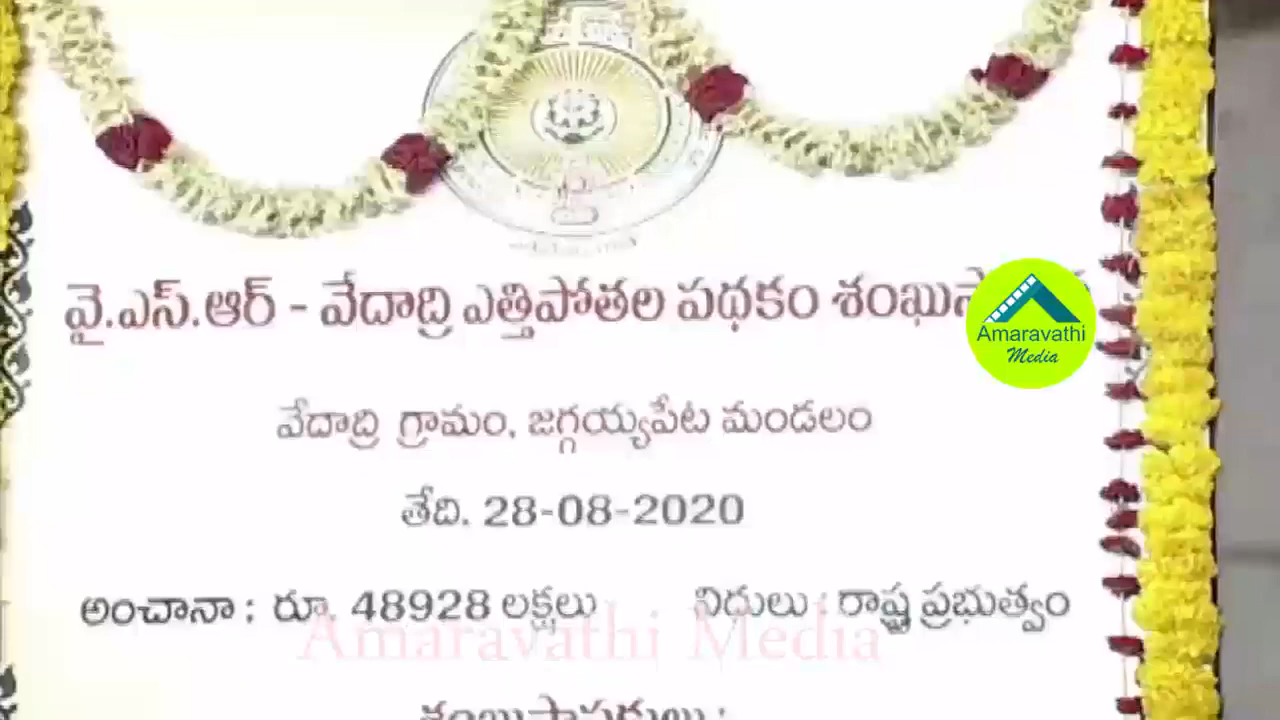 వై.ఎస్.ఆర్ - వేదాద్రి ఎత్తిపోతల పథకం
Amaravathi
Media
వేదాద్రి గ్రామం, జగ్గయ్యపేట మండలం
తేది. 28-08-2020
అంచానా : రూ. 48928 లక్షలు నిధులు : రాష్ట్ర ప్రభుత్వం
Amaravathi Media